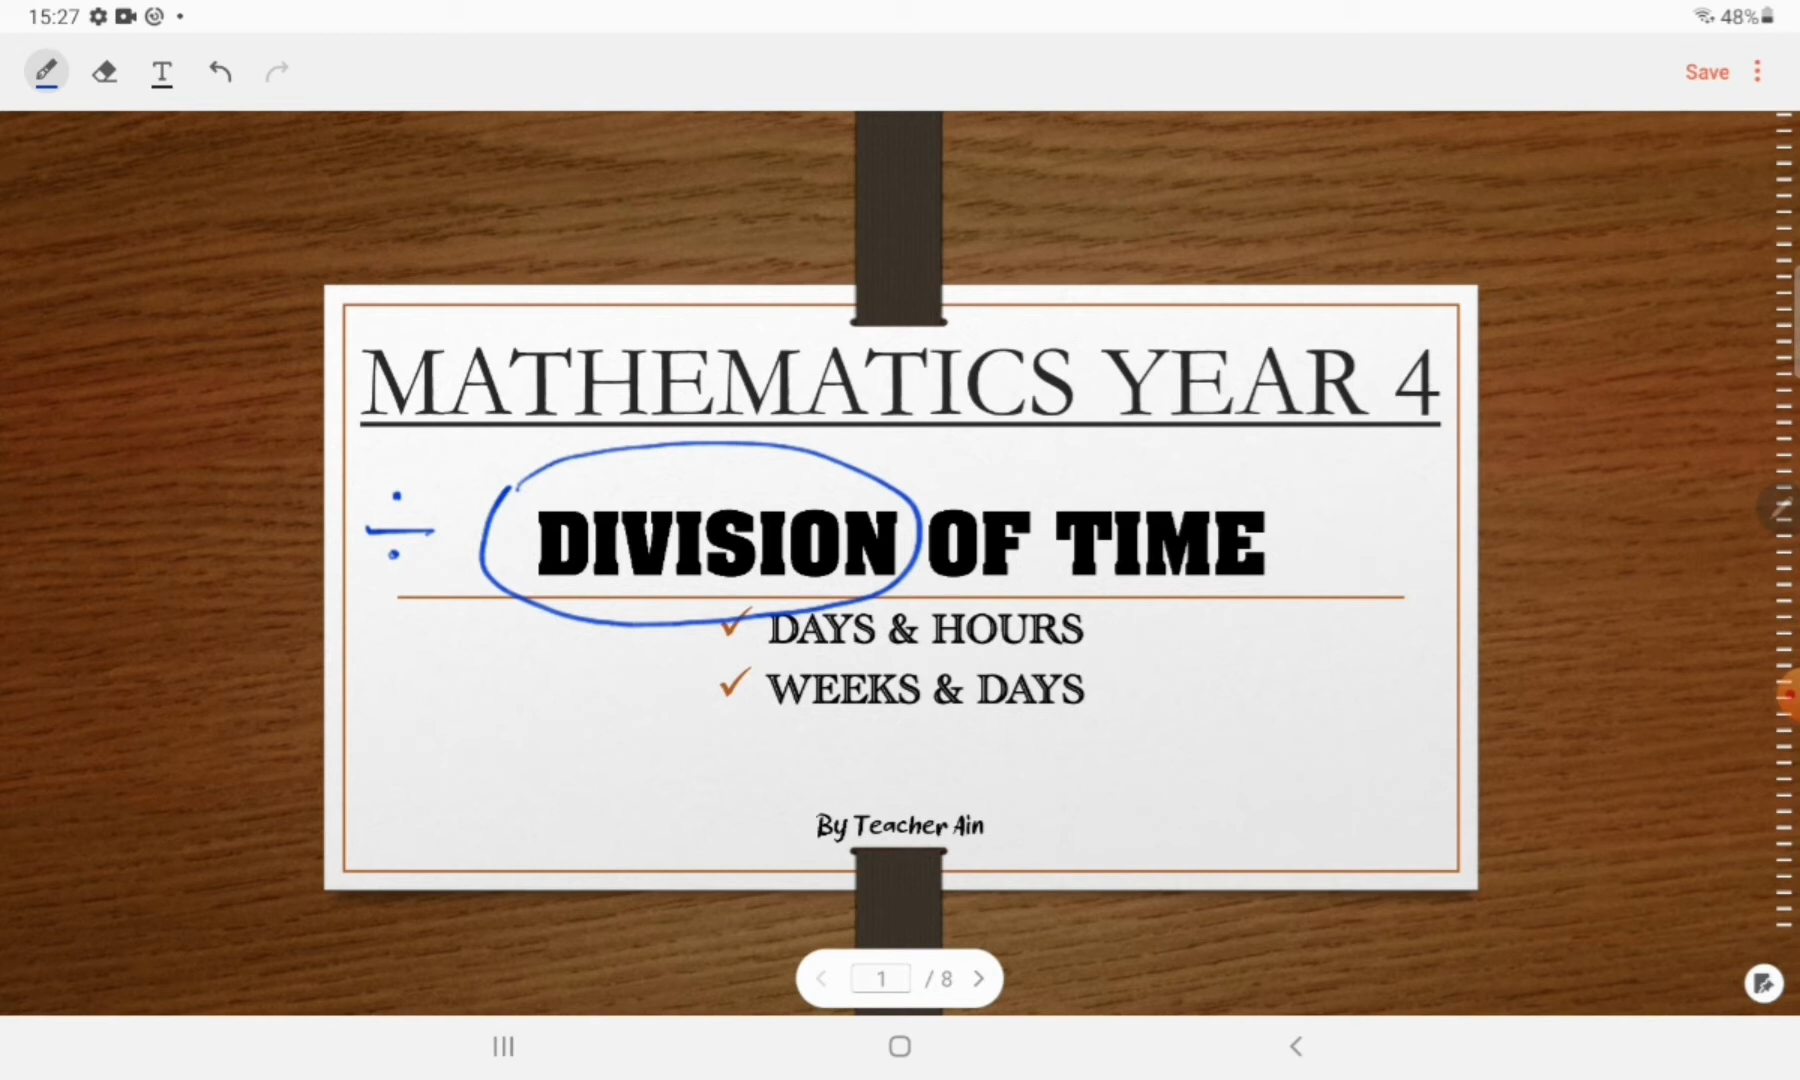 15:27
48%
T
Save
MATHEMATICS YEAR 4
÷ DIVISION OF TIME
✓ DAYS & HOURS
✓ WEEKS & DAYS
By Teacher Ain
1 / 8